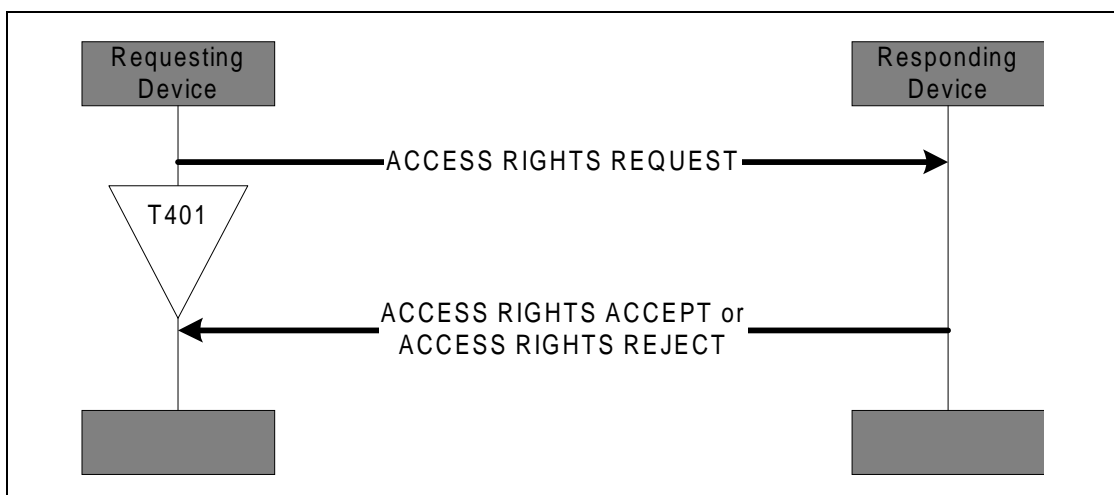 Requesting
Device
Responding
Device
ACCESS RIGHTS REQUEST
T401
ACCESS RIGHTS ACCEPT or
ACCESS RIGHTS REJECT